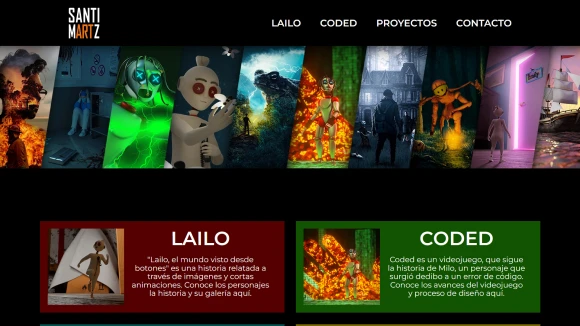 SANTI
MARTZ
LAILO CODED PROYECTOS CONTACTO
LAILO
"Lailo, el mundo visto desde
botones" es una historia relatada a
través de imágenes y cortas
animaciones. Conoce los personajes
la historia y su galería aquí.
CODED
Coded es un videojuego, que sigue
la historia de Milo, un personaje que
surgió dedibo a un error de código.
Conoce los avances del videojuego
y proceso de diseño aquí.